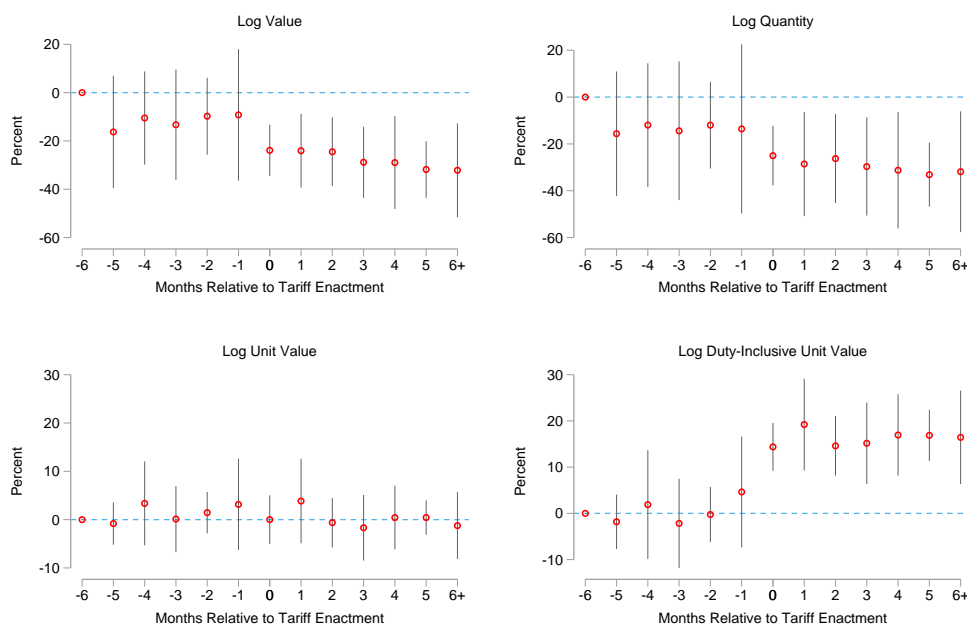 Log Value
Percent
20
0
-20
-40
-60
-6 -5 -4 -3 -2 -1 0 1 2 3 4 5 6+
Months Relative to Tariff Enactment
Log Quantity
Percent
20
0
-20
-40
-60
-6 -5 -4 -3 -2 -1 0 1 2 3 4 5 6+
Months Relative to Tariff Enactment
Log Unit Value
Percent
30
20
10
0
-10
-6 -5 -4 -3 -2 -1 0 1 2 3 4 5 6+
Months Relative to Tariff Enactment
Log Duty-Inclusive Unit Value
Percent
30
20
10
0
-10
-6 -5 -4 -3 -2 -1 0 1 2 3 4 5 6+
Months Relative to Tariff Enactment